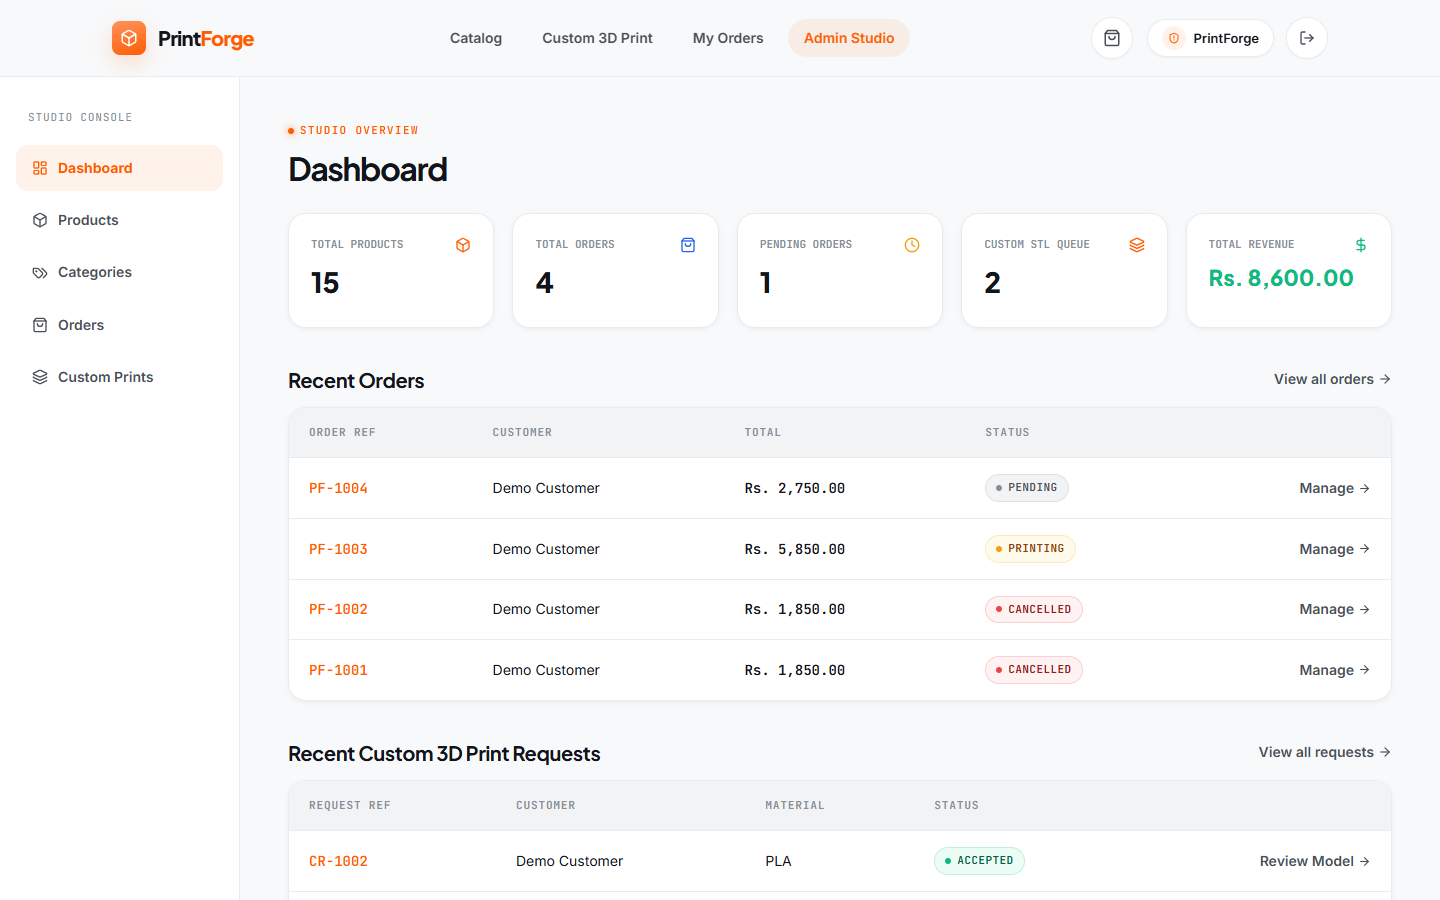 PrintForge
Catalog Custom 3D Print My Orders Admin Studio
PrintForge
STUDIO CONSOLE
Dashboard
Products
Categories
Orders
Custom Prints
STUDIO OVERVIEW
Dashboard
TOTAL PRODUCTS
15
TOTAL ORDERS
4
PENDING ORDERS
1
CUSTOM STL QUEUE
2
TOTAL REVENUE
Rs. 8,600.00
Recent Orders
View all orders →
ORDER REF CUSTOMER TOTAL STATUS
PF-1004 Demo Customer Rs. 2,750.00 PENDING Manage →
PF-1003 Demo Customer Rs. 5,850.00 PRINTING Manage →
PF-1002 Demo Customer Rs. 1,850.00 CANCELLED Manage →
PF-1001 Demo Customer Rs. 1,850.00 CANCELLED Manage →
Recent Custom 3D Print Requests
View all requests →
REQUEST REF CUSTOMER MATERIAL STATUS
CR-1002 Demo Customer PLA ACCEPTED Review Model →